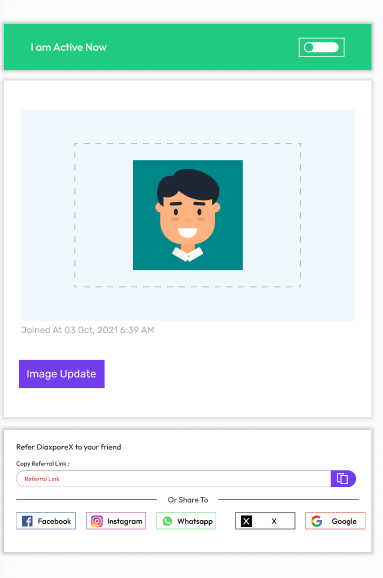 I am Active Now
Joined At 03 Oct, 2021 6:39 AM
Image Update
Refer DiaxporeX to your friend
Copy Referral Link :
Referral Link
Or Share To
Facebook Instagram Whatsapp X Google